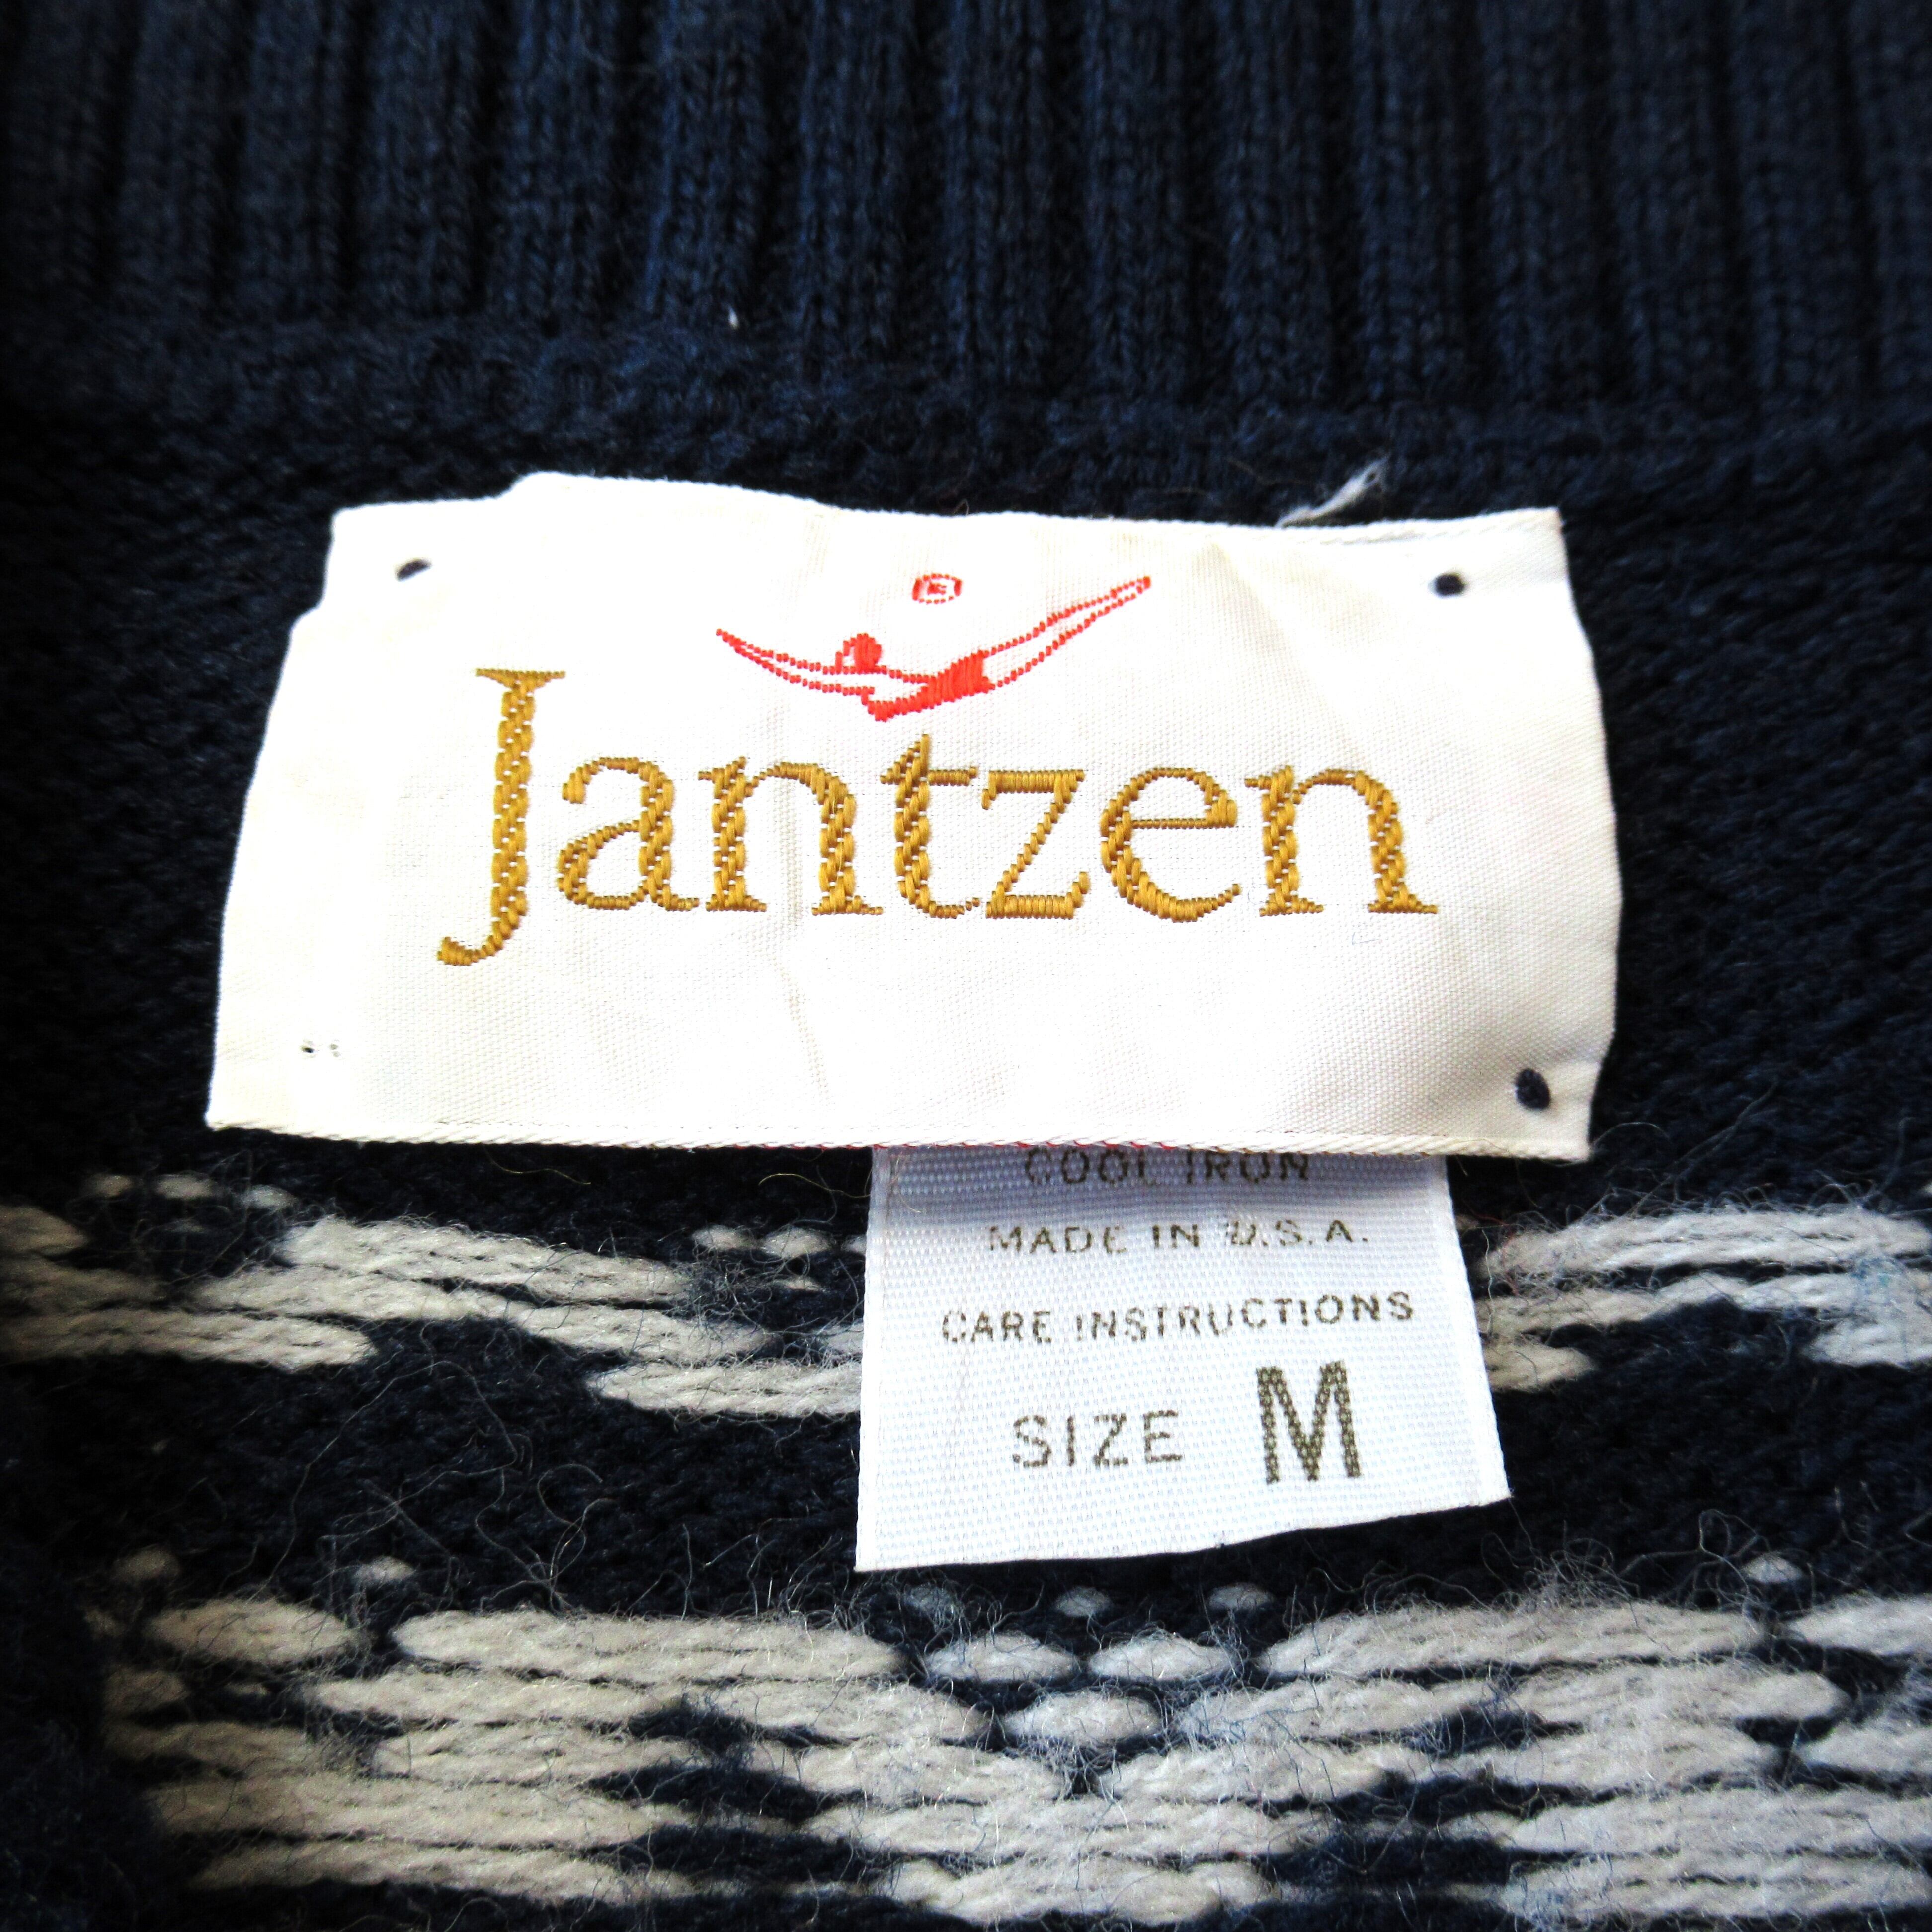 Jantzen
COOL IRON
MADE IN U.S.A.
CARE INSTRUCTIONS
SIZE M